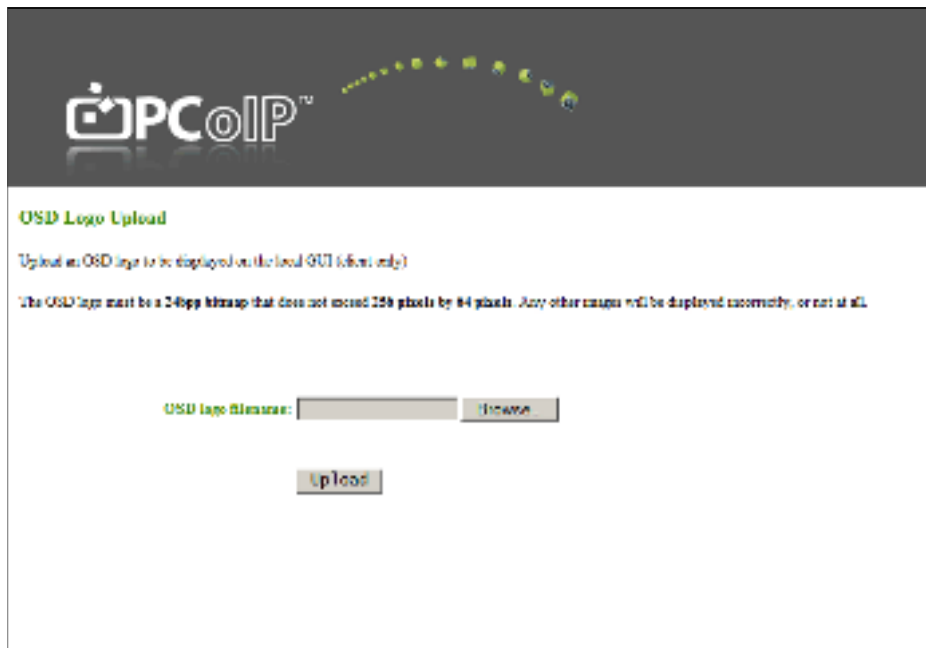 PCoIP™
OSD Logo Upload
Upload an OSD logo to be displayed on the local GUI (client only)
The OSD logo must be a 24bpp bitmap that does not exceed 256 pixels by 64 pixels. Any other images will be displayed incorrectly, or not at all.
OSD logo filename: Browse...
Upload